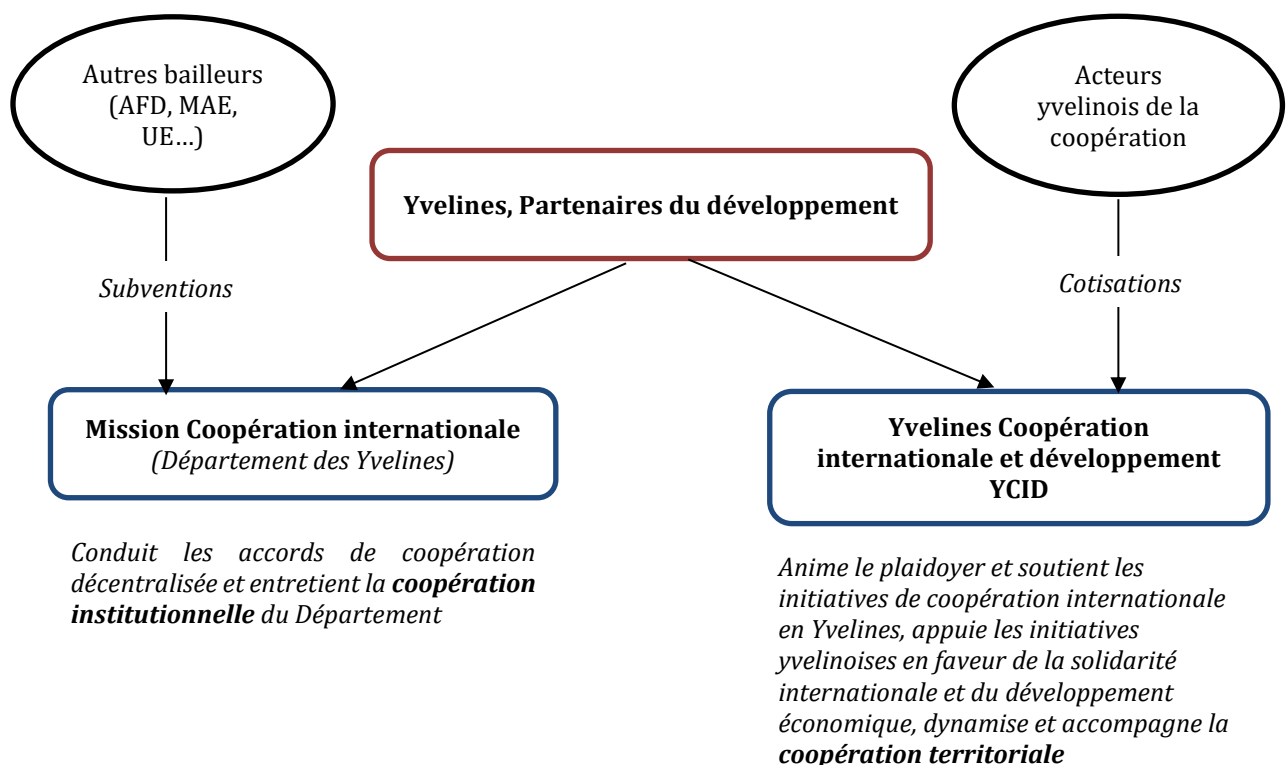 Autres bailleurs
(AFD, MAE,
UE…)
Acteurs
yvelinois de la
coopération
Yvelines, Partenaires du développement
Subventions
Cotisations
Mission Coopération internationale
(Département des Yvelines)
Yvelines Coopération
internationale et développement
YCID
Conduit les accords de coopération
décentralisée et entretient la coopération
institutionnelle du Département
Anime le plaidoyer et soutient les
initiatives de coopération internationale
en Yvelines, appuie les initiatives
yvelinoises en faveur de la solidarité
internationale et du développement
économique, dynamise et accompagne la
coopération territoriale